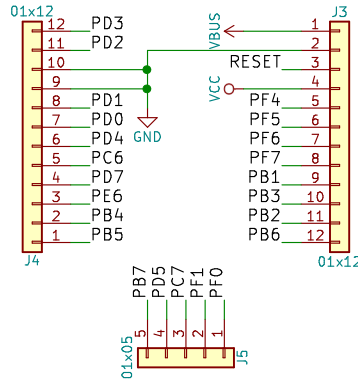 01x12
12 PD3
11 PD2
10
9
8 PD1
7 PD0
6 PD4
5 PC6
4 PD7
3 PE6
2 PB4
1 PB5
J4
GND
J3
VBUS 1
2
RESET 3
VCC 4
PF4 5
PF5 6
PF6 7
PF7 8
PB1 9
PB3 10
PB2 11
PB6 12
01x12
PB7 5
PD5 4
PC7 3
PF1 2
PF0 1
01x05
J5